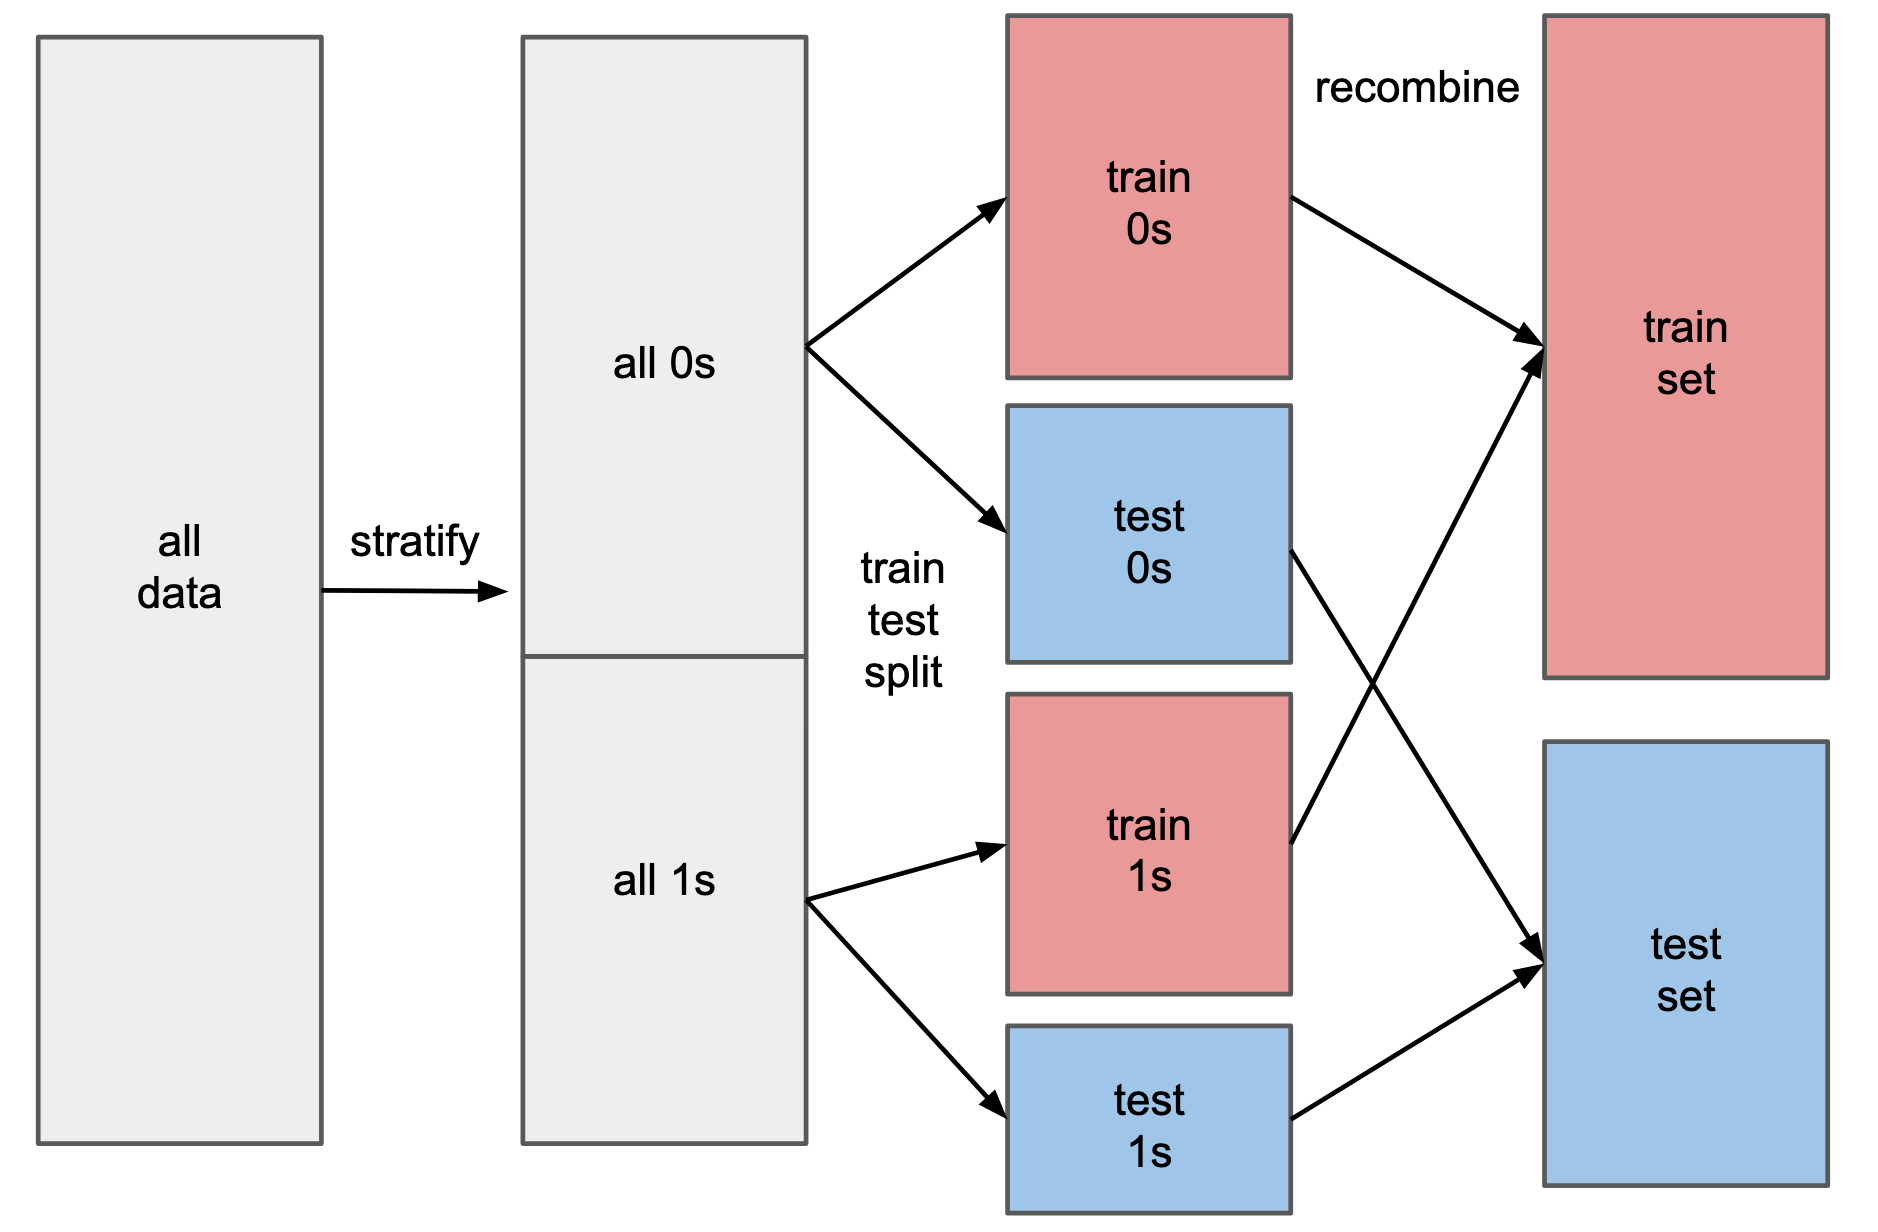 all
data
stratify
all 0s
all 1s
train
test
split
train
0s
test
0s
train
1s
test
1s
recombine
train
set
test
set